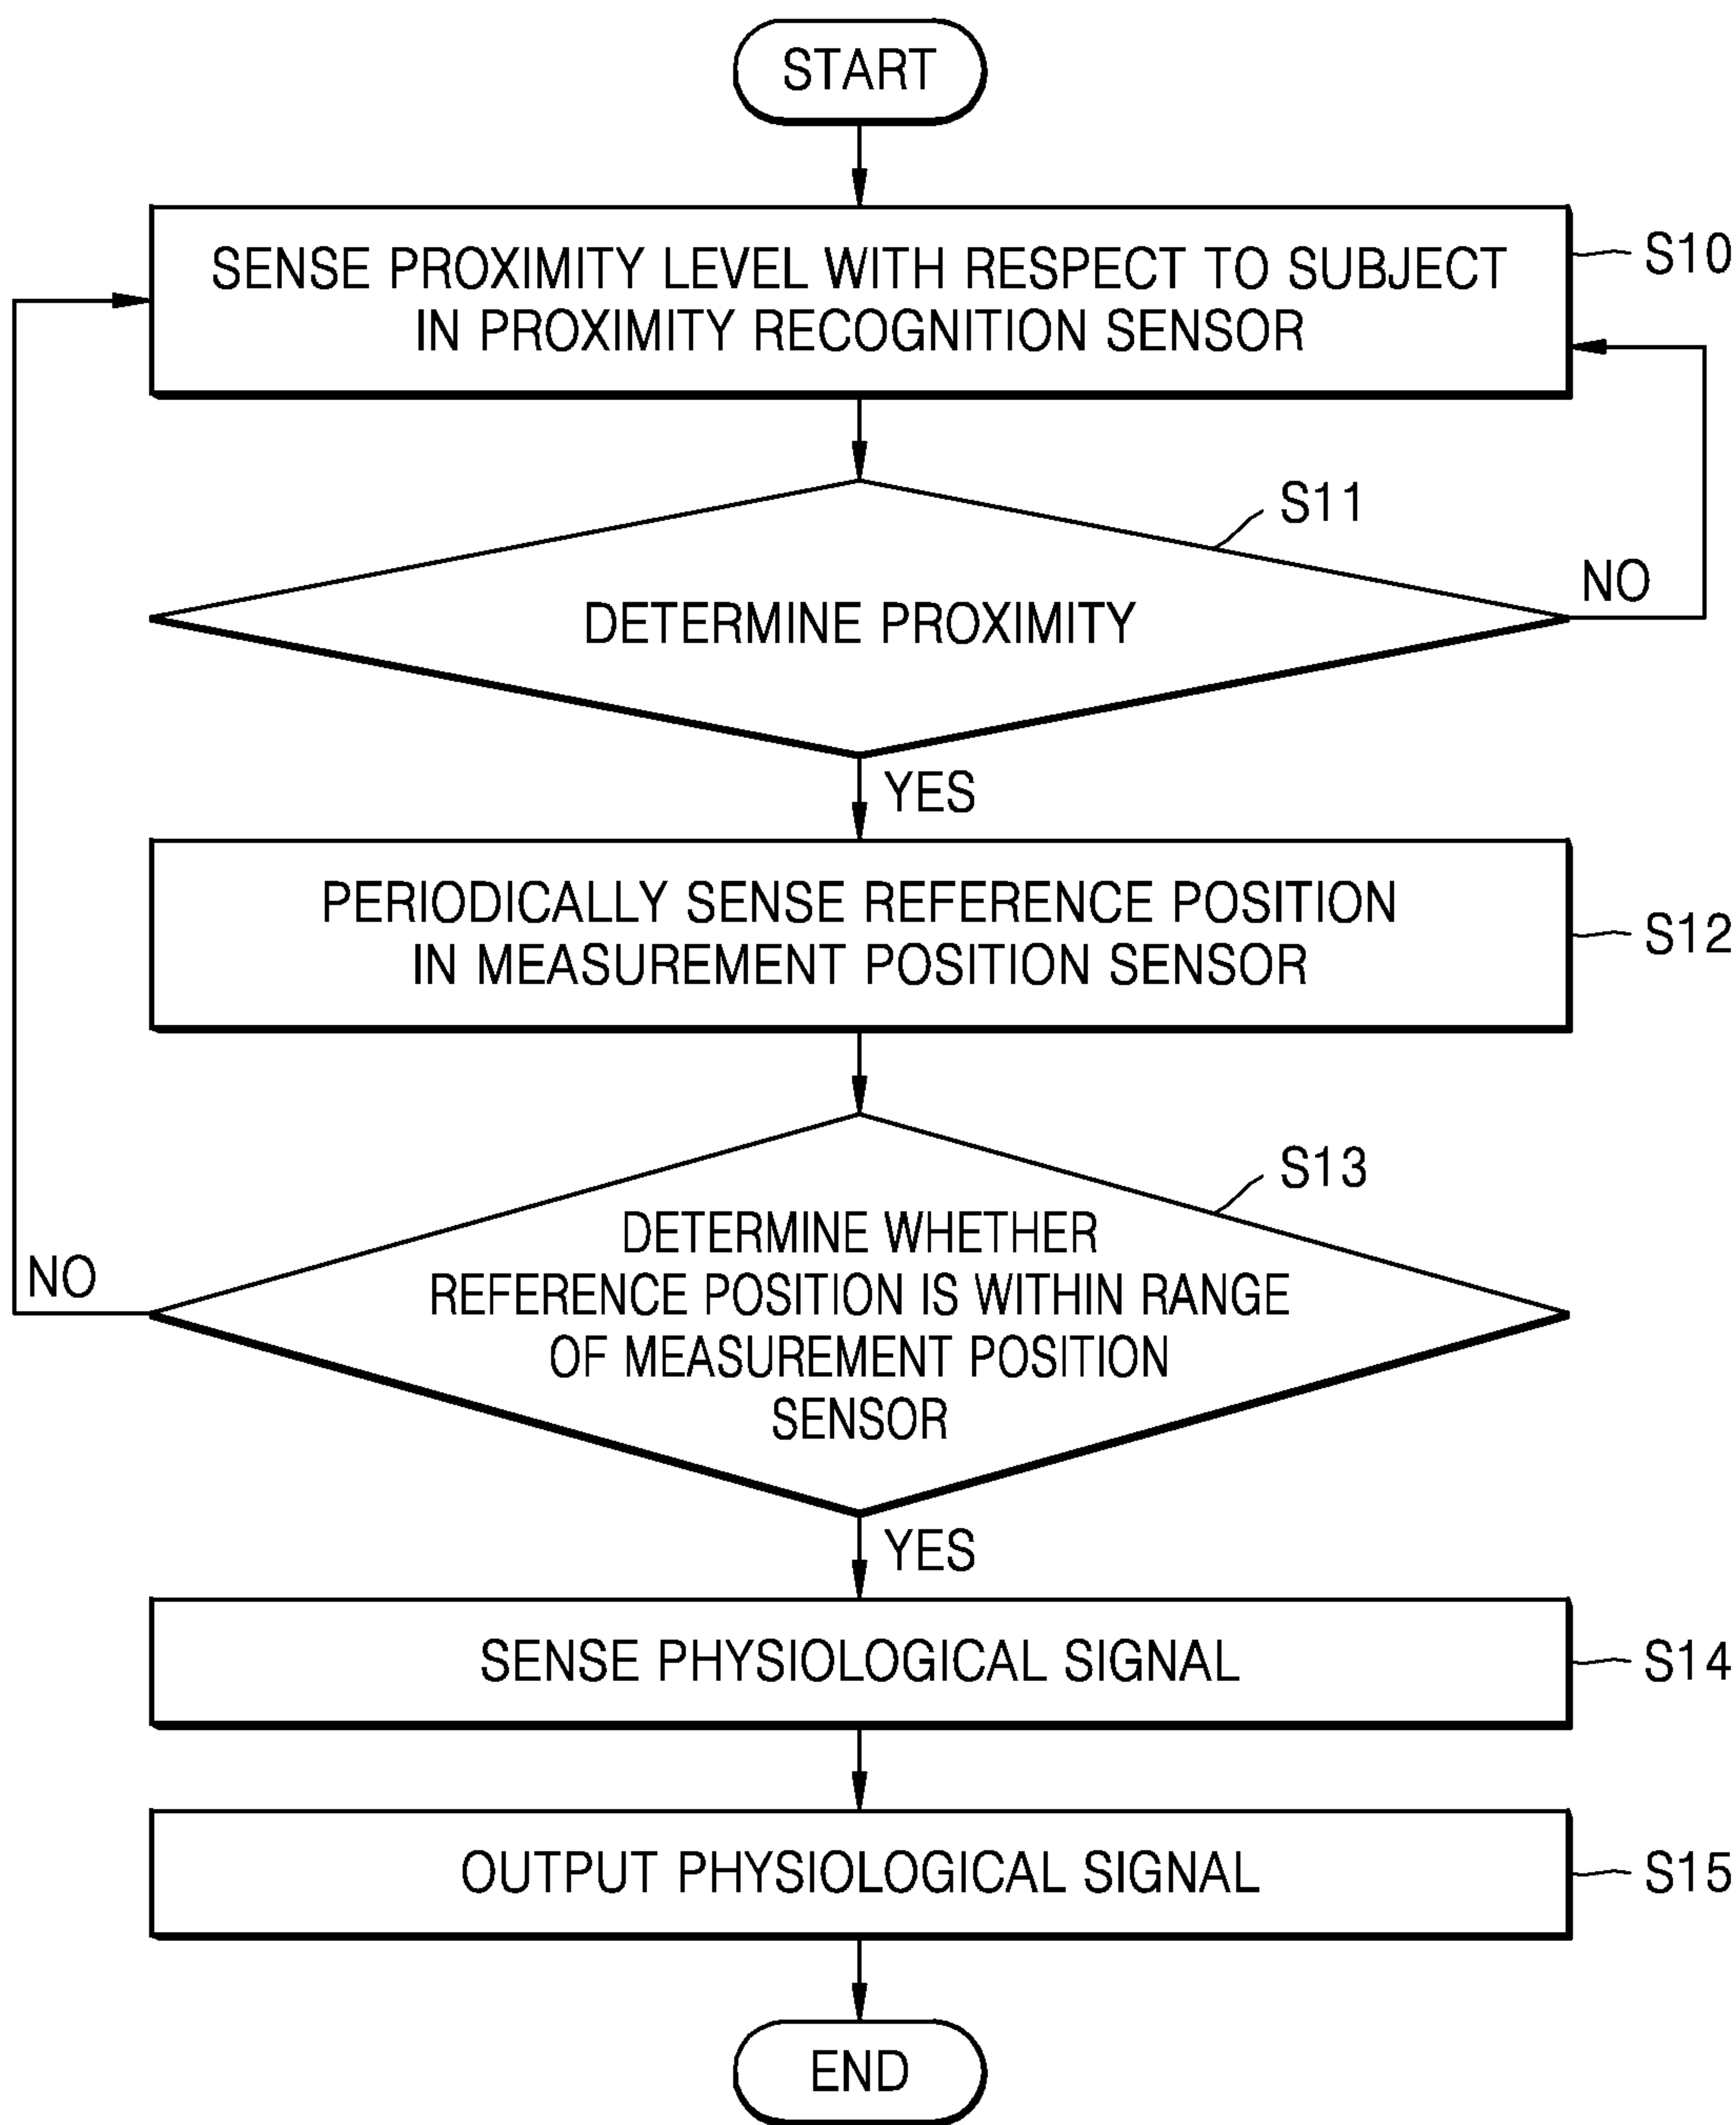 START
SENSE PROXIMITY LEVEL WITH RESPECT TO SUBJECT
IN PROXIMITY RECOGNITION SENSOR
S10
S11
DETERMINE PROXIMITY
NO
YES
PERIODICALLY SENSE REFERENCE POSITION
IN MEASUREMENT POSITION SENSOR
S12
S13
DETERMINE WHETHER
REFERENCE POSITION IS WITHIN RANGE
OF MEASUREMENT POSITION
SENSOR
NO
YES
SENSE PHYSIOLOGICAL SIGNAL
S14
OUTPUT PHYSIOLOGICAL SIGNAL
S15
END